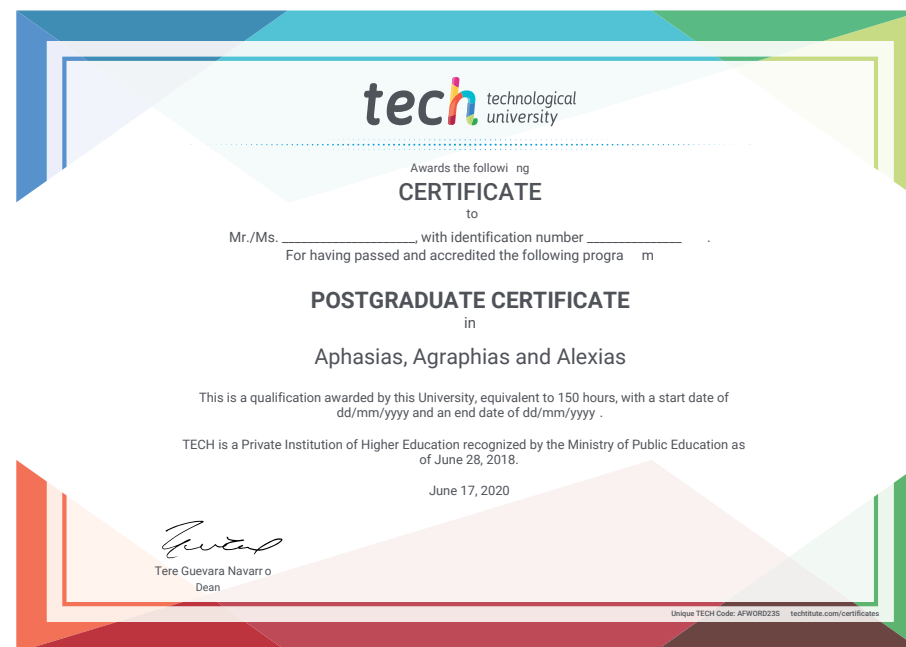 tech technological
university
Awards the followi ng
CERTIFICATE
to
Mr./Ms. ___________________, with identification number ______________ .
For having passed and accredited the following progra m
POSTGRADUATE CERTIFICATE
in
Aphasias, Agraphias and Alexias
This is a qualification awarded by this University, equivalent to 150 hours, with a start date of
dd/mm/yyyy and an end date of dd/mm/yyyy .
TECH is a Private Institution of Higher Education recognized by the Ministry of Public Education as
of June 28, 2018.
June 17, 2020
Tere Guevara Navarr o
Dean
Unique TECH Code: AFWORD23S techtitute.com/certificates